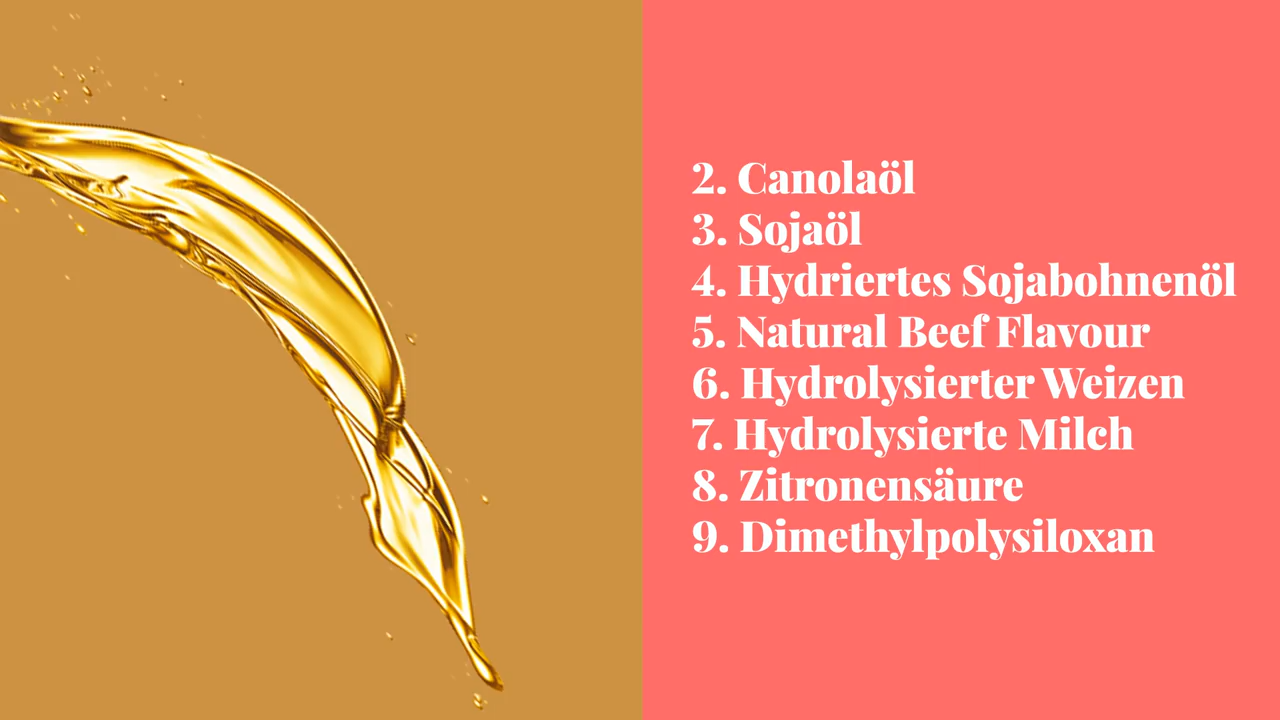 2. Canolaöl
3. Sojaöl
4. Hydriertes Sojabohnenöl
5. Natural Beef Flavour
6. Hydrolysierter Weizen
7. Hydrolysierte Milch
8. Zitronensäure
9. Dimethylpolysiloxan